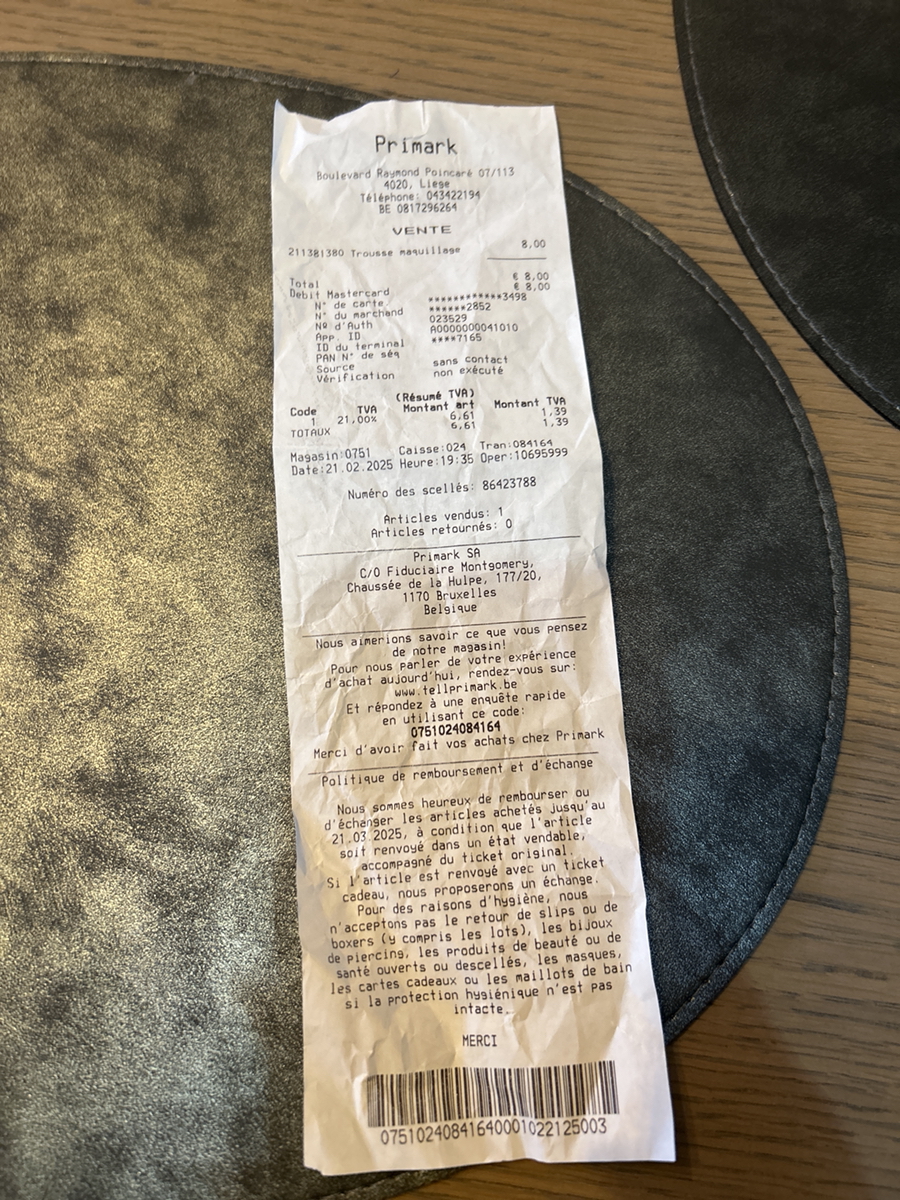 Primark
Boulevard Raymond Poincaré 07/113
4020, Liege
Téléphone: 043422194
BE 0817296264
VENTE
211381380 Trousse maquillage 8,00
Total € 8,00
Debit Mastercard € 8,00
N° de carte ************3498
N° du marchand ******2852
Nº d'Auth 023529
App. ID A0000000041010
ID du terminal ****7165
PAN N° de séq
Source sans contact
Vérification non exécuté
(Résumé TVA)
Code TVA Montant art Montant TVA
1 21,00% 6,61 1,39
TOTAUX 6,61 1,39
Magasin:0751 Caisse:024 Tran:084164
Date:21.02.2025 Heure:19:35 Oper:10695999
Numéro des scellés: 86423788
Articles vendus: 1
Articles retournés: 0
Primark SA
C/O Fiduciaire Montgomery,
Chaussée de la Hulpe, 177/20,
1170 Bruxelles
Belgique
Nous aimerions savoir ce que vous pensez
de notre magasin!
Pour nous parler de votre expérience
d'achat aujourd'hui, rendez-vous sur:
www.tellprimark.be
Et répondez à une enquête rapide
en utilisant ce code:
0751024084164
Merci d'avoir fait vos achats chez Primark
Politique de remboursement et d'échange
Nous sommes heureux de rembourser ou
d'échanger les articles achetés jusqu'au
21.03.2025, à condition que l'article
soit renvoyé dans un état vendable,
accompagné du ticket original.
Si l'article est renvoyé avec un ticket
cadeau, nous proposerons un échange.
Pour des raisons d'hygiène, nous
n'acceptons pas le retour de slips ou de
boxers (y compris les lots), les bijoux
de piercing, les produits de beauté ou de
santé ouverts ou descellés, les masques,
les cartes cadeaux ou les maillots de bain
si la protection hygiénique n'est pas
intacte.
MERCI
07510240841640001022125003